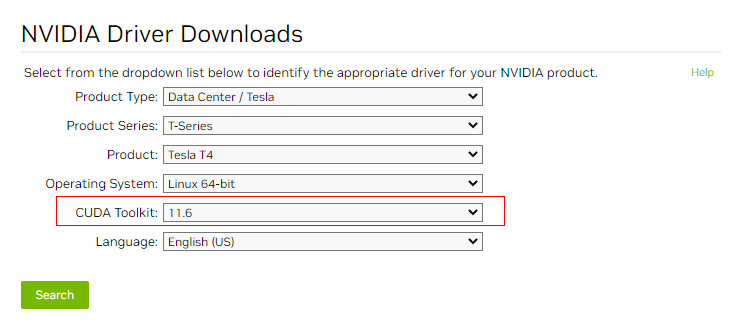 NVIDIA Driver Downloads
Select from the dropdown list below to identify the appropriate driver for your NVIDIA product.
Help
Product Type: Data Center / Tesla
Product Series: T-Series
Product: Tesla T4
Operating System: Linux 64-bit
CUDA Toolkit: 11.6
Language: English (US)
Search